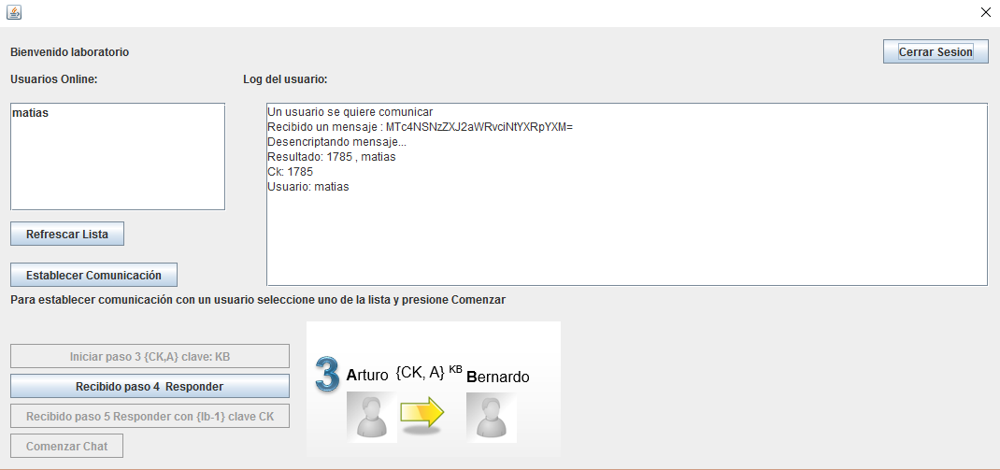 Bienvenido laboratorio
Cerrar Sesion
Usuarios Online:
Log del usuario:
matias
Un usuario se quiere comunicar
Recibido un mensaje : MTc4NSNzZXJ2aWRvciNtYXRpYXM=
Desencriptando mensaje...
Resultado: 1785 , matias
Ck: 1785
Usuario: matias
Refrescar Lista
Establecer Comunicación
Para establecer comunicación con un usuario seleccione uno de la lista y presione Comenzar
Iniciar paso 3 {CK,A} clave: KB
Recibido paso 4 Responder
Recibido paso 5 Responder con {Ib-1} clave CK
Comenzar Chat
3 Arturo {CK, A} KB Bernardo